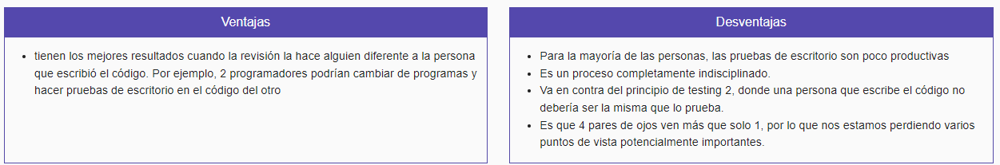 Ventajas
• tienen los mejores resultados cuando la revisión la hace alguien diferente a la persona
que escribió el código. Por ejemplo, 2 programadores podrían cambiar de programas y
hacer pruebas de escritorio en el código del otro
Desventajas
• Para la mayoría de las personas, las pruebas de escritorio son poco productivas
• Es un proceso completamente indisciplinado.
• Va en contra del principio de testing 2, donde una persona que escribe el código no
debería ser la misma que lo prueba.
• Es que 4 pares de ojos ven más que solo 1, por lo que nos estamos perdiendo varios
puntos de vista potencialmente importantes.